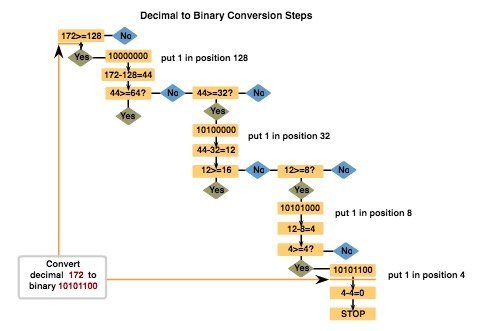 Decimal to Binary Conversion Steps
172>=128
No
Yes
10000000
put 1 in position 128
172-128=44
44>=64?
No
44>=32?
No
Yes
Yes
10100000
put 1 in position 32
44-32=12
12>=16
No
12>=8?
No
Yes
Yes
10101000
put 1 in position 8
12-8=4
4>=4?
No
Yes
10101100
put 1 in position 4
4-4=0
STOP
Convert
decimal 172 to
binary 10101100